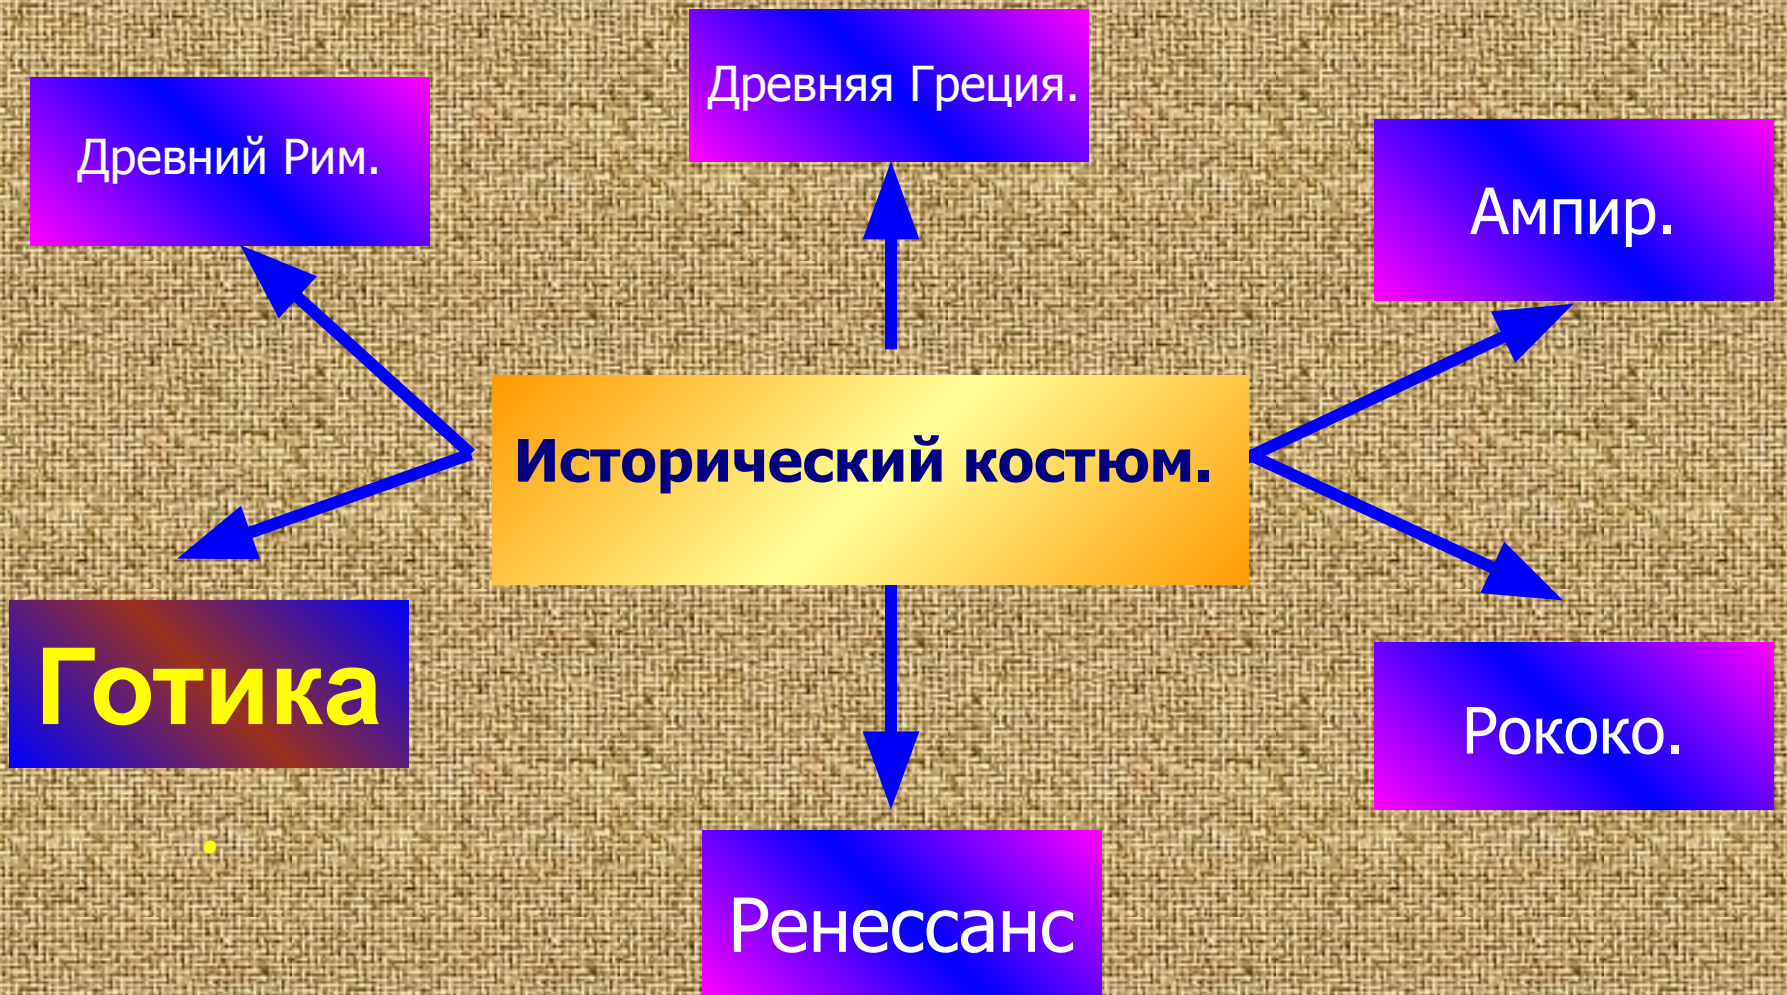 Древняя Греция.
Древний Рим.
Ампир.
Исторический костюм.
Готика
.
Рококо.
Ренессанс